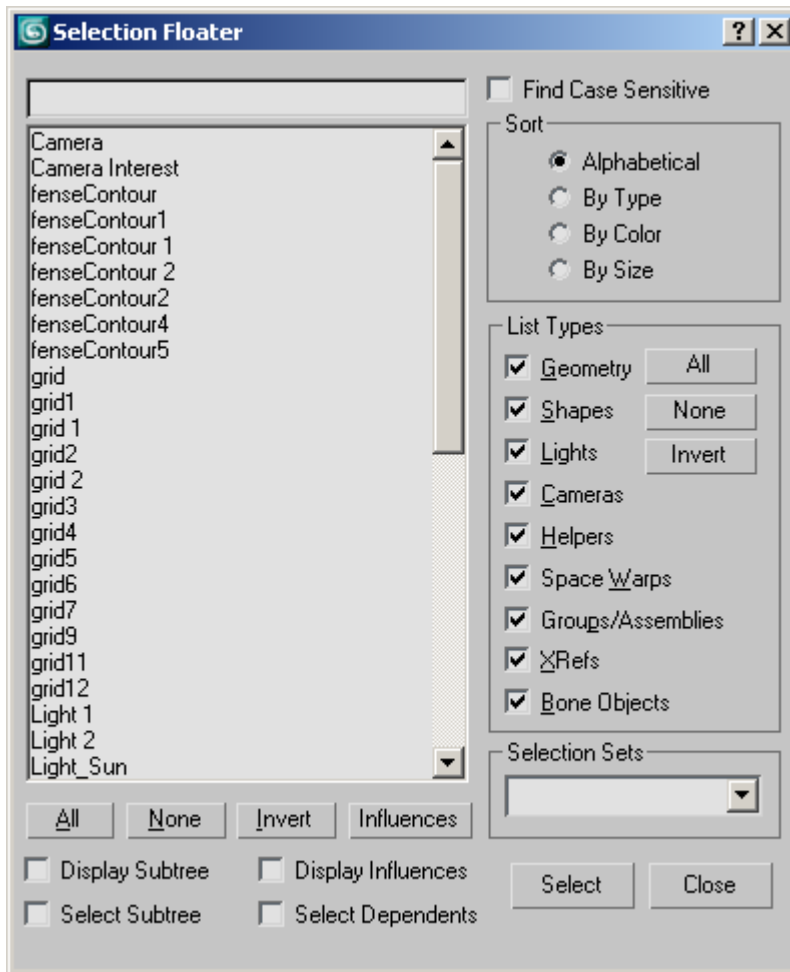 Selection Floater
Find Case Sensitive
Camera
Camera Interest
fenseContour
fenseContour1
fenseContour 1
fenseContour 2
fenseContour2
fenseContour4
fenseContour5
grid
grid1
grid 1
grid2
grid 2
grid3
grid4
grid5
grid6
grid7
grid9
grid11
grid12
Light 1
Light 2
Light_Sun
Sort
Alphabetical
By Type
By Color
By Size
List Types
Geometry All
Shapes None
Lights Invert
Cameras
Helpers
Space Warps
Groups/Assemblies
XRefs
Bone Objects
Selection Sets
All None Invert Influences
Display Subtree Display Influences
Select Subtree Select Dependents
Select Close